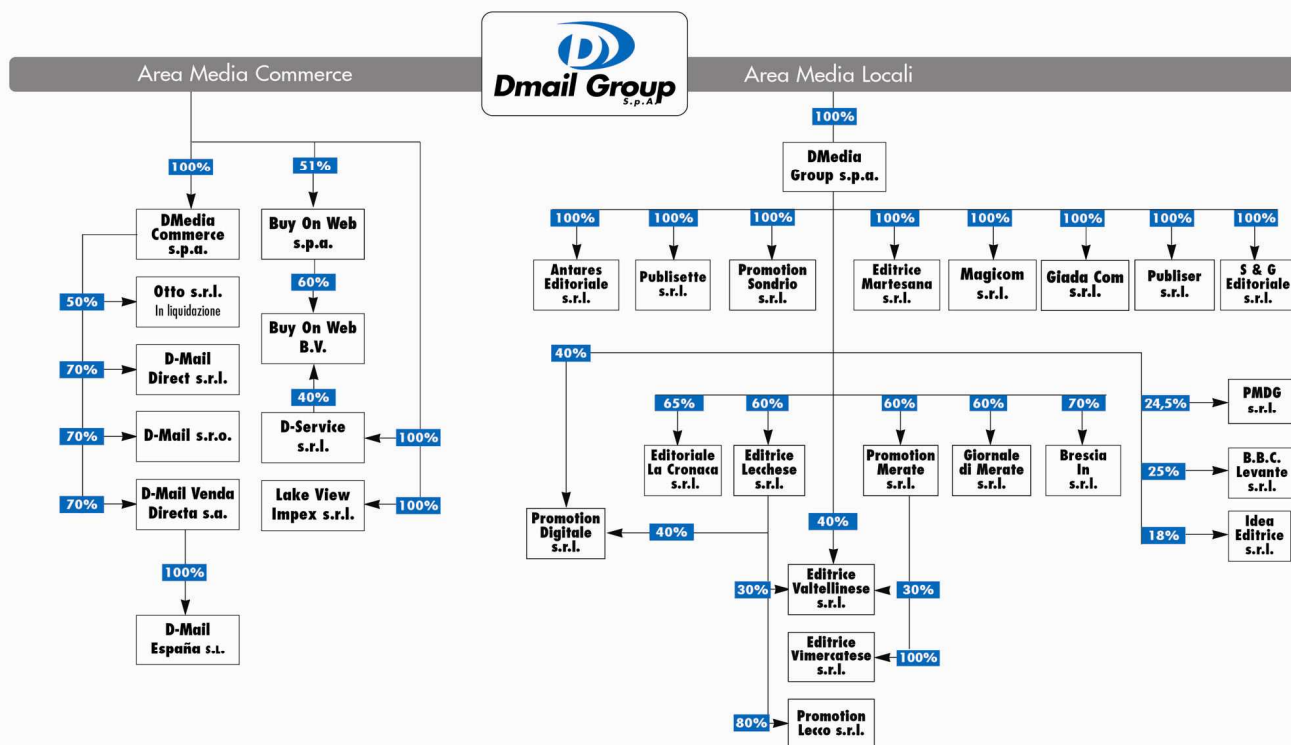 Area Media Commerce
D
Dmail Group
S.p.A.
Area Media Locali
100%
DMedia
Group s.p.a.
100%
51%
DMedia
Commerce
s.p.a.
Buy On Web
s.p.a.
50%
Otto s.r.l.
In liquidazione
60%
Buy On Web
B.V.
70%
D-Mail
Direct s.r.l.
40%
70%
D-Mail s.r.o.
D-Service
s.r.l.
100%
70%
D-Mail Venda
Directa s.a.
Lake View
Impex s.r.l.
100%
100%
D-Mail
España S.L.
100%
100%
100%
100%
100%
100%
100%
100%
Antares
Editoriale
s.r.l.
Publisette
s.r.l.
Promotion
Sondrio
s.r.l.
Editrice
Martesana
s.r.l.
Magicom
s.r.l.
Giada Com
s.r.l.
Publiser
s.r.l.
S & G
Editoriale
s.r.l.
40%
65%
60%
60%
60%
70%
24,5%
PMDG
s.r.l.
Editoriale
La Cronaca
s.r.l.
Editrice
Lecchese
s.r.l.
Promotion
Merate
s.r.l.
Giornale
di Merate
s.r.l.
Brescia
In
s.r.l.
25%
B.B.C.
Levante
s.r.l.
Promotion
Digitale
s.r.l.
40%
40%
18%
Idea
Editrice
s.r.l.
30%
Editrice
Valtellinese
s.r.l.
30%
Editrice
Vimercatese
s.r.l.
100%
80%
Promotion
Lecco s.r.l.